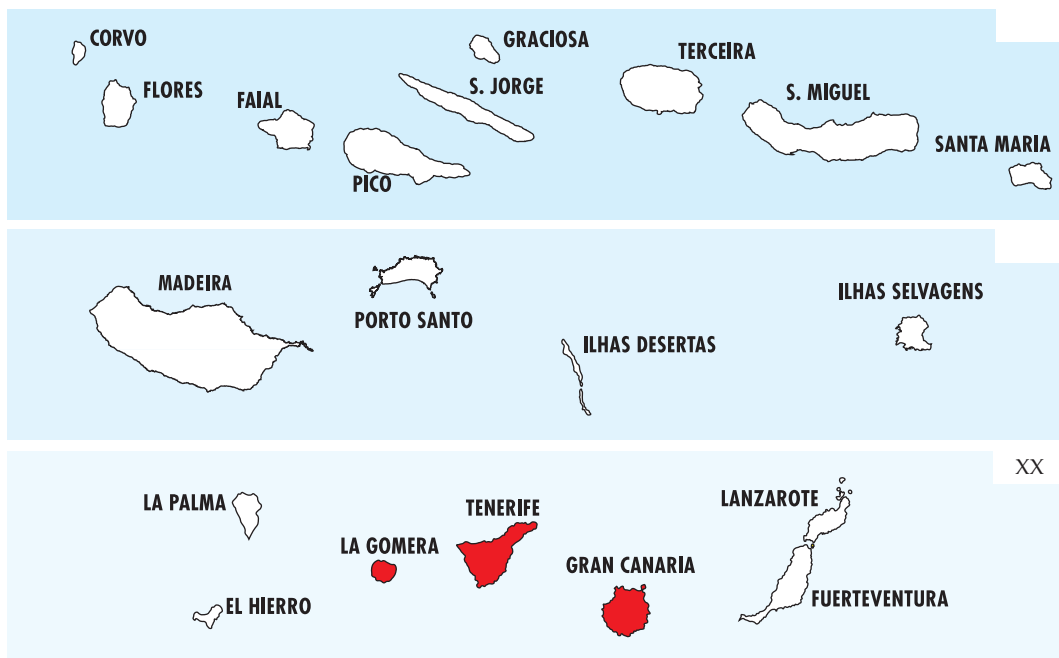 CORVO
FLORES
FAIAL
PICO
GRACIOSA
S. JORGE
TERCEIRA
S. MIGUEL
SANTA MARIA
MADEIRA
PORTO SANTO
ILHAS DESERTAS
ILHAS SELVAGENS
XX
LA PALMA
EL HIERRO
LA GOMERA
TENERIFE
GRAN CANARIA
LANZAROTE
FUERTEVENTURA